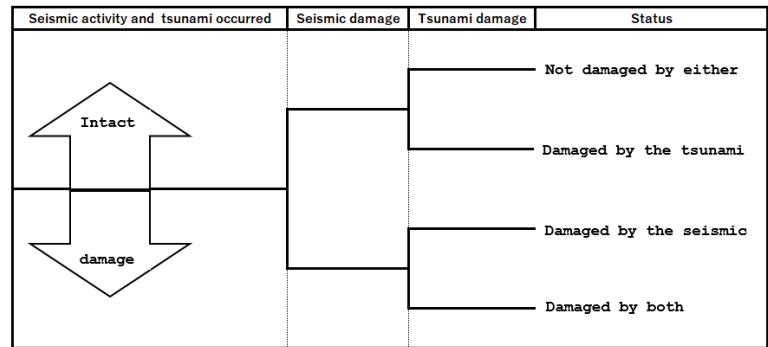 Seismic activity and tsunami occurred
Seismic damage
Tsunami damage
Status
Not damaged by either
Intact
Damaged by the tsunami
Damaged by the seismic
damage
Damaged by both